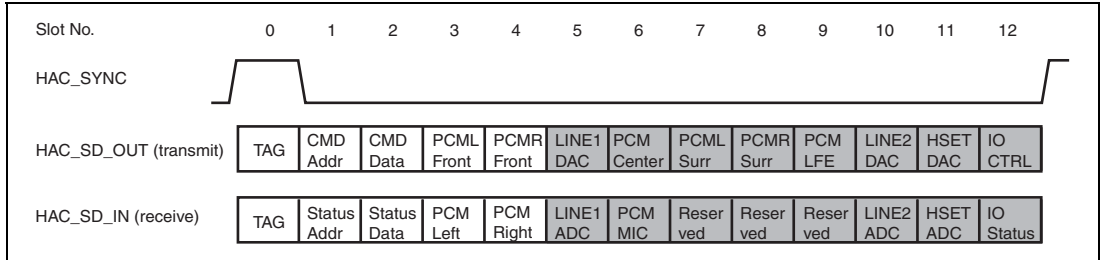 Slot No. 0 1 2 3 4 5 6 7 8 9 10 11 12
HAC_SYNC
HAC_SD_OUT (transmit) TAG CMD Addr CMD Data PCML Front PCMR Front LINE1 DAC PCM Center PCML Surr PCMR Surr PCM LFE LINE2 DAC HSET DAC IO CTRL
HAC_SD_IN (receive) TAG Status Addr Status Data PCM Left PCM Right LINE1 ADC PCM MIC Reser ved Reser ved Reser ved LINE2 ADC HSET ADC IO Status